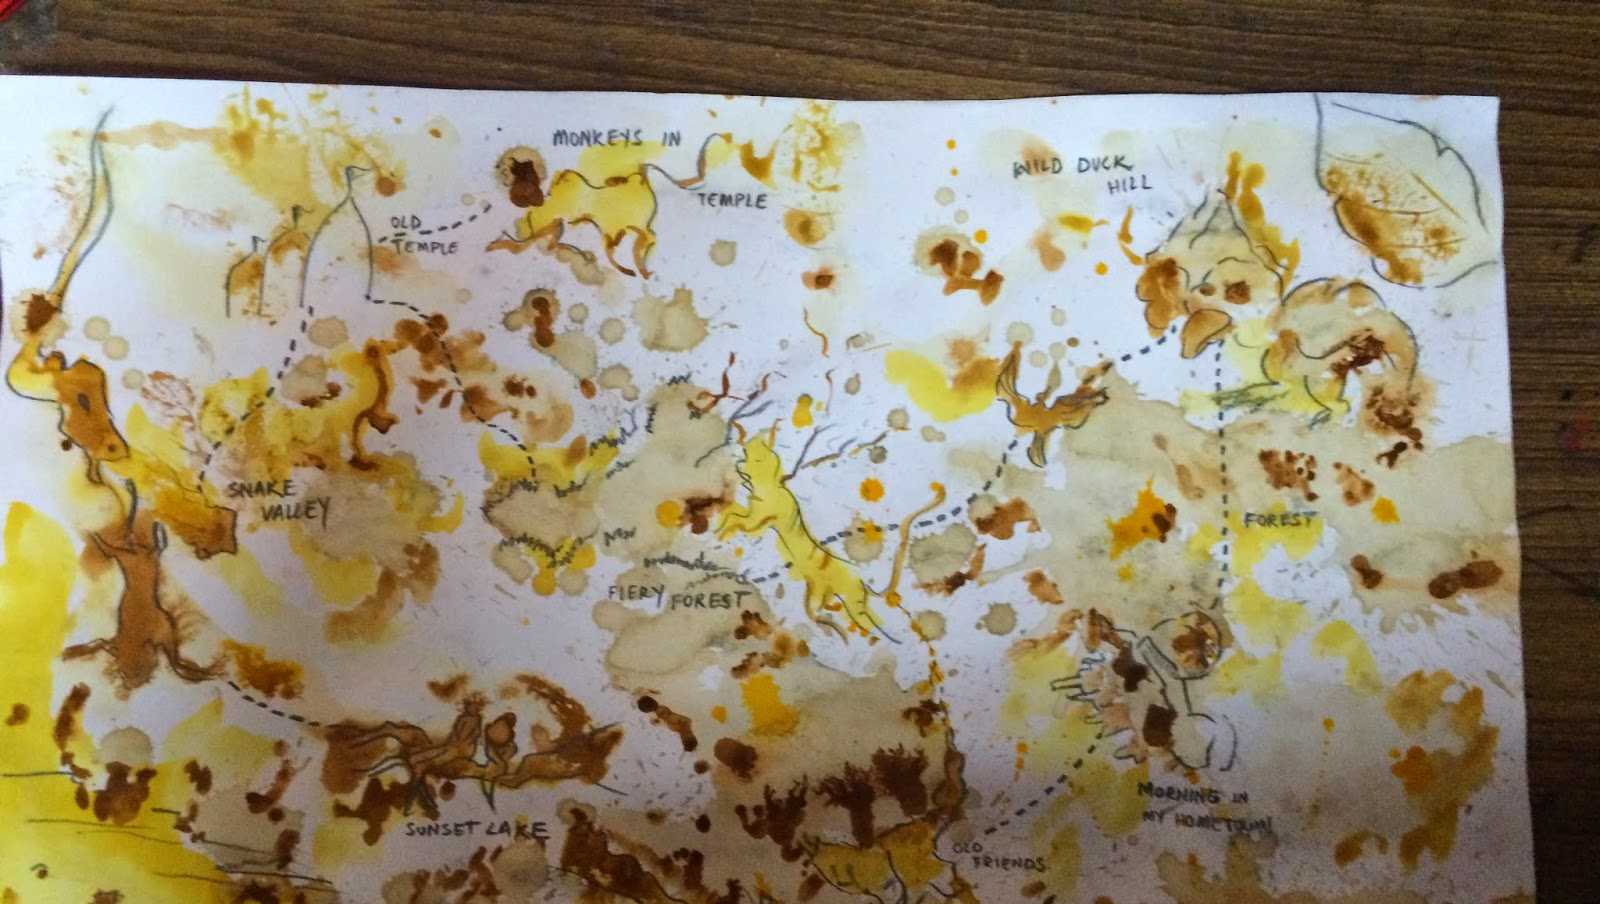 MONKEYS IN
TEMPLE
WILD DUCK
HILL
OLD
TEMPLE
SNAKE
VALLEY
FOREST
FIERY FOREST
MORNING IN
MY HOMETOWN
SUNSET LAKE
OLD
FRIENDS